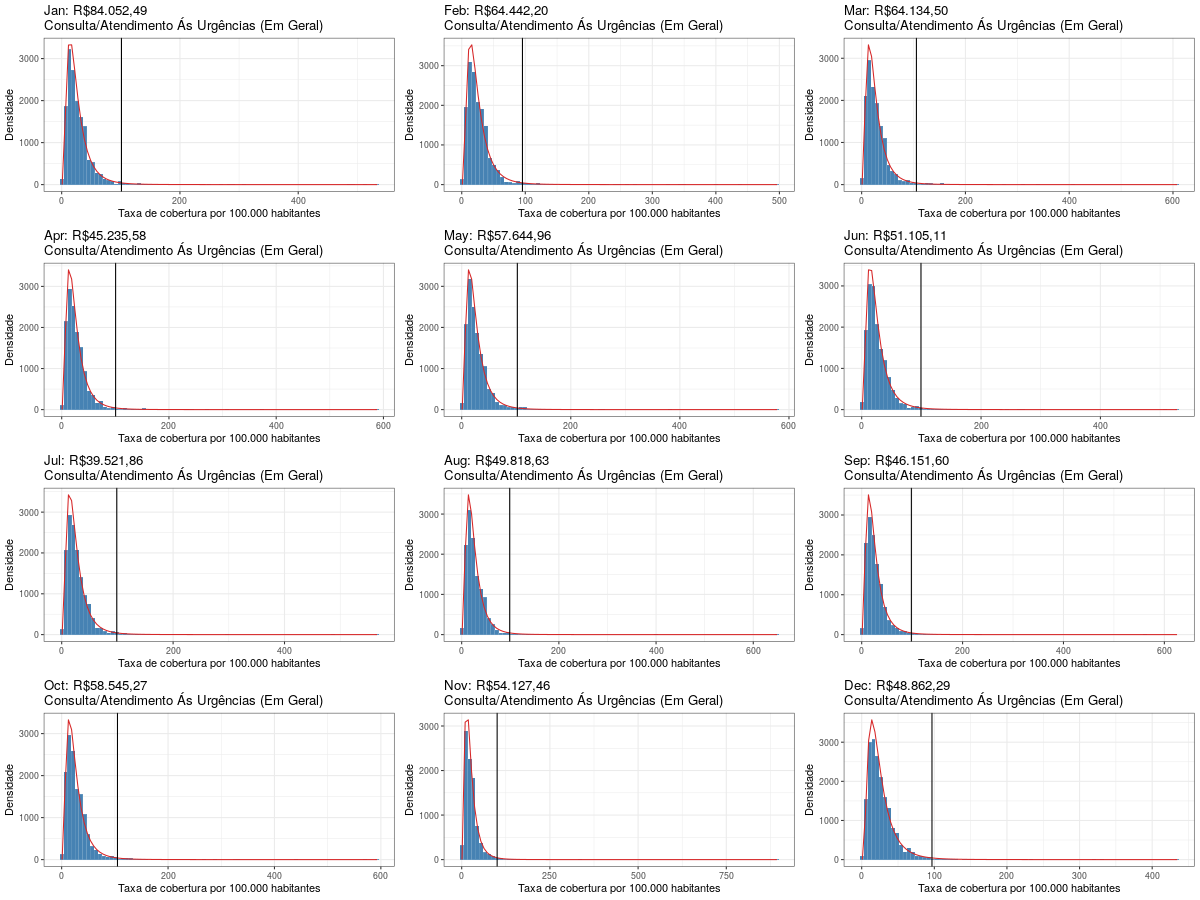 Jan: R$84.052,49
Consulta/Atendimento Ás Urgências (Em Geral)
Densidade
3000
2000
1000
0
0
200
400
Taxa de cobertura por 100.000 habitantes
Feb: R$64.442,20
Consulta/Atendimento Ás Urgências (Em Geral)
Densidade
3000
2000
1000
0
0
100
200
300
400
500
Taxa de cobertura por 100.000 habitantes
Mar: R$64.134,50
Consulta/Atendimento Ás Urgências (Em Geral)
Densidade
3000
2000
1000
0
0
200
400
600
Taxa de cobertura por 100.000 habitantes
Apr: R$45.235,58
Consulta/Atendimento Ás Urgências (Em Geral)
Densidade
3000
2000
1000
0
0
200
400
600
Taxa de cobertura por 100.000 habitantes
May: R$57.644,96
Consulta/Atendimento Ás Urgências (Em Geral)
Densidade
3000
2000
1000
0
0
200
400
600
Taxa de cobertura por 100.000 habitantes
Jun: R$51.105,11
Consulta/Atendimento Ás Urgências (Em Geral)
Densidade
3000
2000
1000
0
0
200
400
Taxa de cobertura por 100.000 habitantes
Jul: R$39.521,86
Consulta/Atendimento Ás Urgências (Em Geral)
Densidade
3000
2000
1000
0
0
200
400
Taxa de cobertura por 100.000 habitantes
Aug: R$49.818,63
Consulta/Atendimento Ás Urgências (Em Geral)
Densidade
3000
2000
1000
0
0
200
400
600
Taxa de cobertura por 100.000 habitantes
Sep: R$46.151,60
Consulta/Atendimento Ás Urgências (Em Geral)
Densidade
3000
2000
1000
0
0
200
400
600
Taxa de cobertura por 100.000 habitantes
Oct: R$58.545,27
Consulta/Atendimento Ás Urgências (Em Geral)
Densidade
3000
2000
1000
0
0
200
400
600
Taxa de cobertura por 100.000 habitantes
Nov: R$54.127,46
Consulta/Atendimento Ás Urgências (Em Geral)
Densidade
3000
2000
1000
0
0
250
500
750
Taxa de cobertura por 100.000 habitantes
Dec: R$48.862,29
Consulta/Atendimento Ás Urgências (Em Geral)
Densidade
3000
2000
1000
0
0
100
200
300
400
Taxa de cobertura por 100.000 habitantes